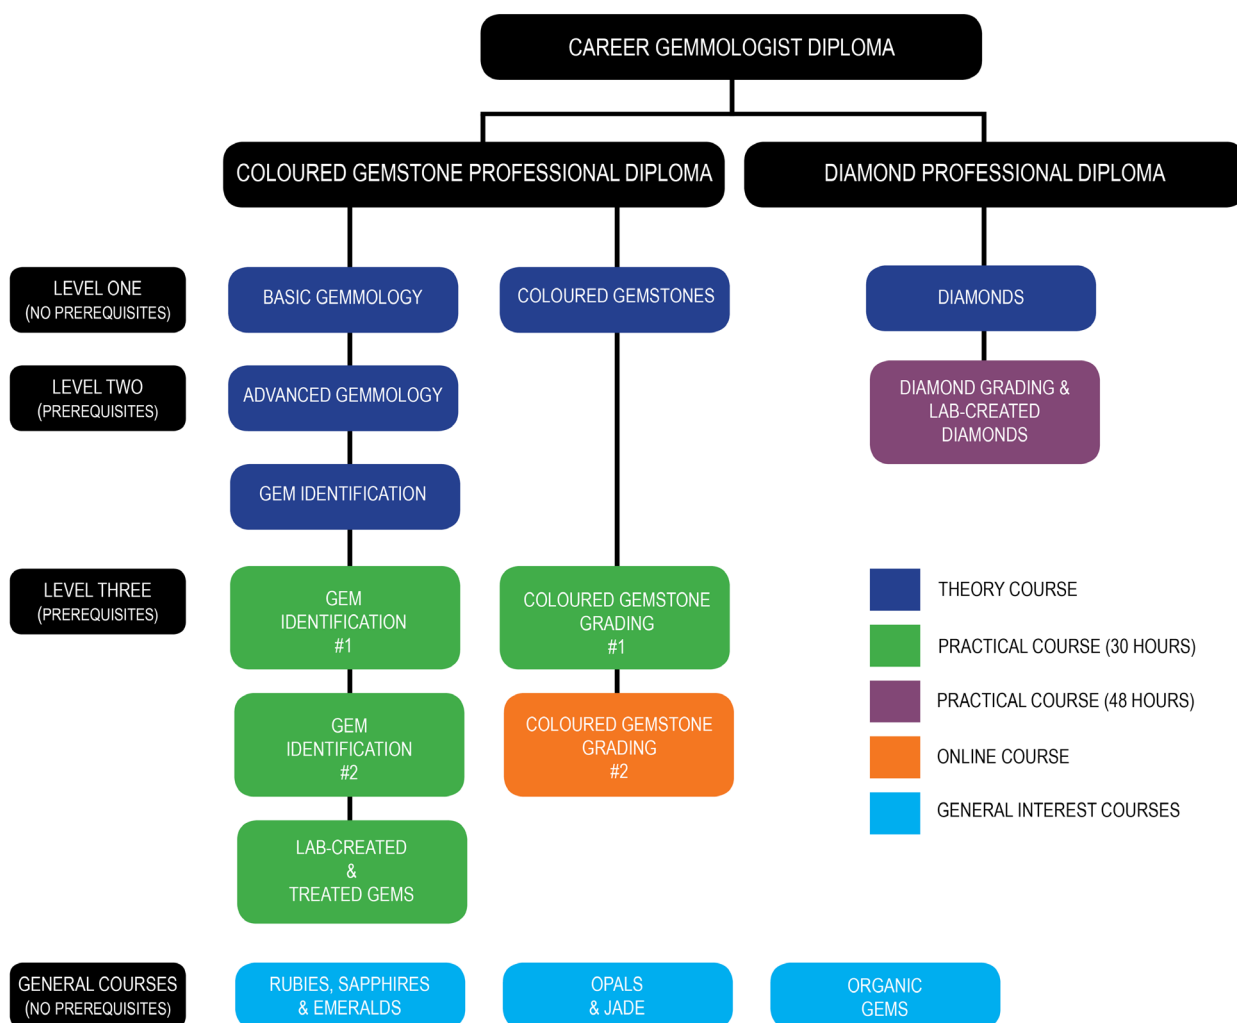 CAREER GEMMOLOGIST DIPLOMA
COLOURED GEMSTONE PROFESSIONAL DIPLOMA
DIAMOND PROFESSIONAL DIPLOMA
LEVEL ONE
(NO PREREQUISITES)
BASIC GEMMOLOGY
COLOURED GEMSTONES
DIAMONDS
LEVEL TWO
(PREREQUISITES)
ADVANCED GEMMOLOGY
DIAMOND GRADING &
LAB-CREATED
DIAMONDS
GEM IDENTIFICATION
LEVEL THREE
(PREREQUISITES)
GEM
IDENTIFICATION
#1
COLOURED GEMSTONE
GRADING
#1
GEM
IDENTIFICATION
#2
COLOURED GEMSTONE
GRADING
#2
LAB-CREATED
&
TREATED GEMS
THEORY COURSE
PRACTICAL COURSE (30 HOURS)
PRACTICAL COURSE (48 HOURS)
ONLINE COURSE
GENERAL INTEREST COURSES
GENERAL COURSES
(NO PREREQUISITES)
RUBIES, SAPPHIRES
& EMERALDS
OPALS
& JADE
ORGANIC
GEMS